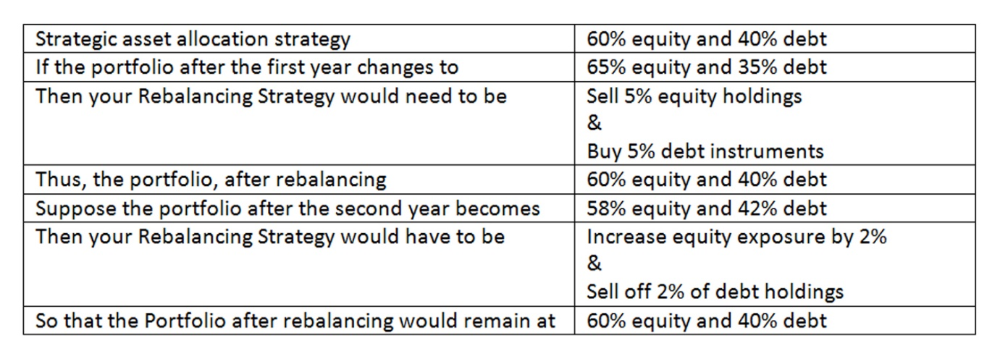 Strategic asset allocation strategy
60% equity and 40% debt
If the portfolio after the first year changes to
65% equity and 35% debt
Then your Rebalancing Strategy would need to be
Sell 5% equity holdings
&
Buy 5% debt instruments
Thus, the portfolio, after rebalancing
60% equity and 40% debt
Suppose the portfolio after the second year becomes
58% equity and 42% debt
Then your Rebalancing Strategy would have to be
Increase equity exposure by 2%
&
Sell off 2% of debt holdings
So that the Portfolio after rebalancing would remain at
60% equity and 40% debt